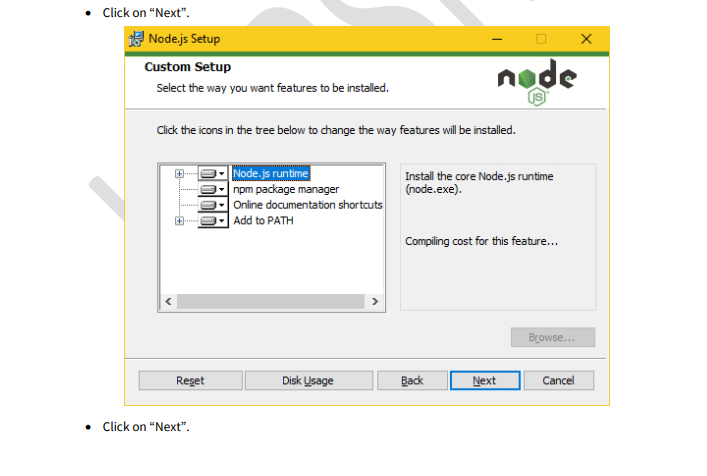 • Click on “Next”.
Node.js Setup
Custom Setup
Select the way you want features to be installed.
node
JS
Click the icons in the tree below to change the way features will be installed.
Node.js runtime
npm package manager
Online documentation shortcuts
Add to PATH
Install the core Node.js runtime
(node.exe).
Compiling cost for this feature...
Browse...
Reset
Disk Usage
Back
Next
Cancel
• Click on “Next”.